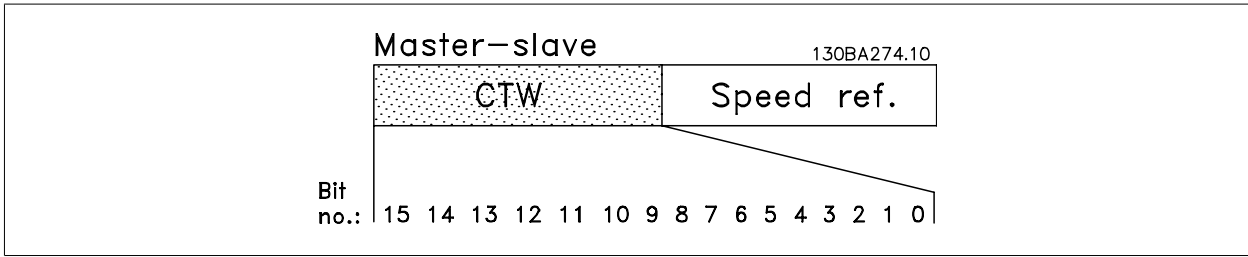 Master-slave 130BA274.10
CTW Speed ref.
Bit
no.: 15 14 13 12 11 10 9 8 7 6 5 4 3 2 1 0